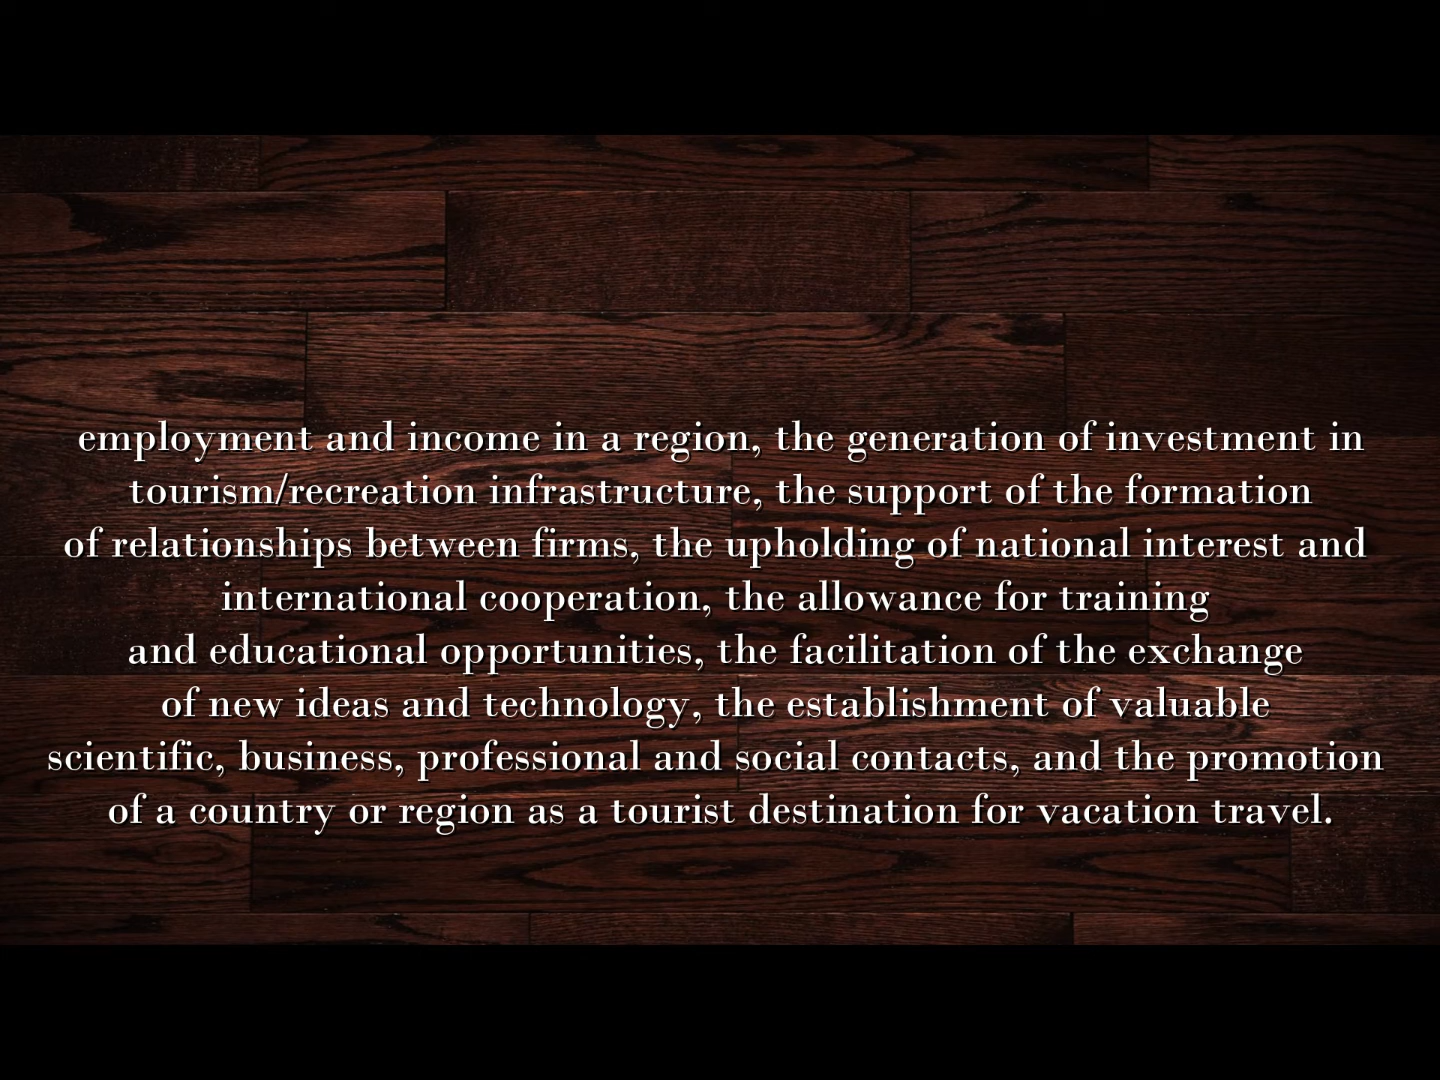 employment and income in a region, the generation of investment in
tourism/recreation infrastructure, the support of the formation
of relationships between firms, the upholding of national interest and
international cooperation, the allowance for training
and educational opportunities, the facilitation of the exchange
of new ideas and technology, the establishment of valuable
scientific, business, professional and social contacts, and the promotion
of a country or region as a tourist destination for vacation travel.